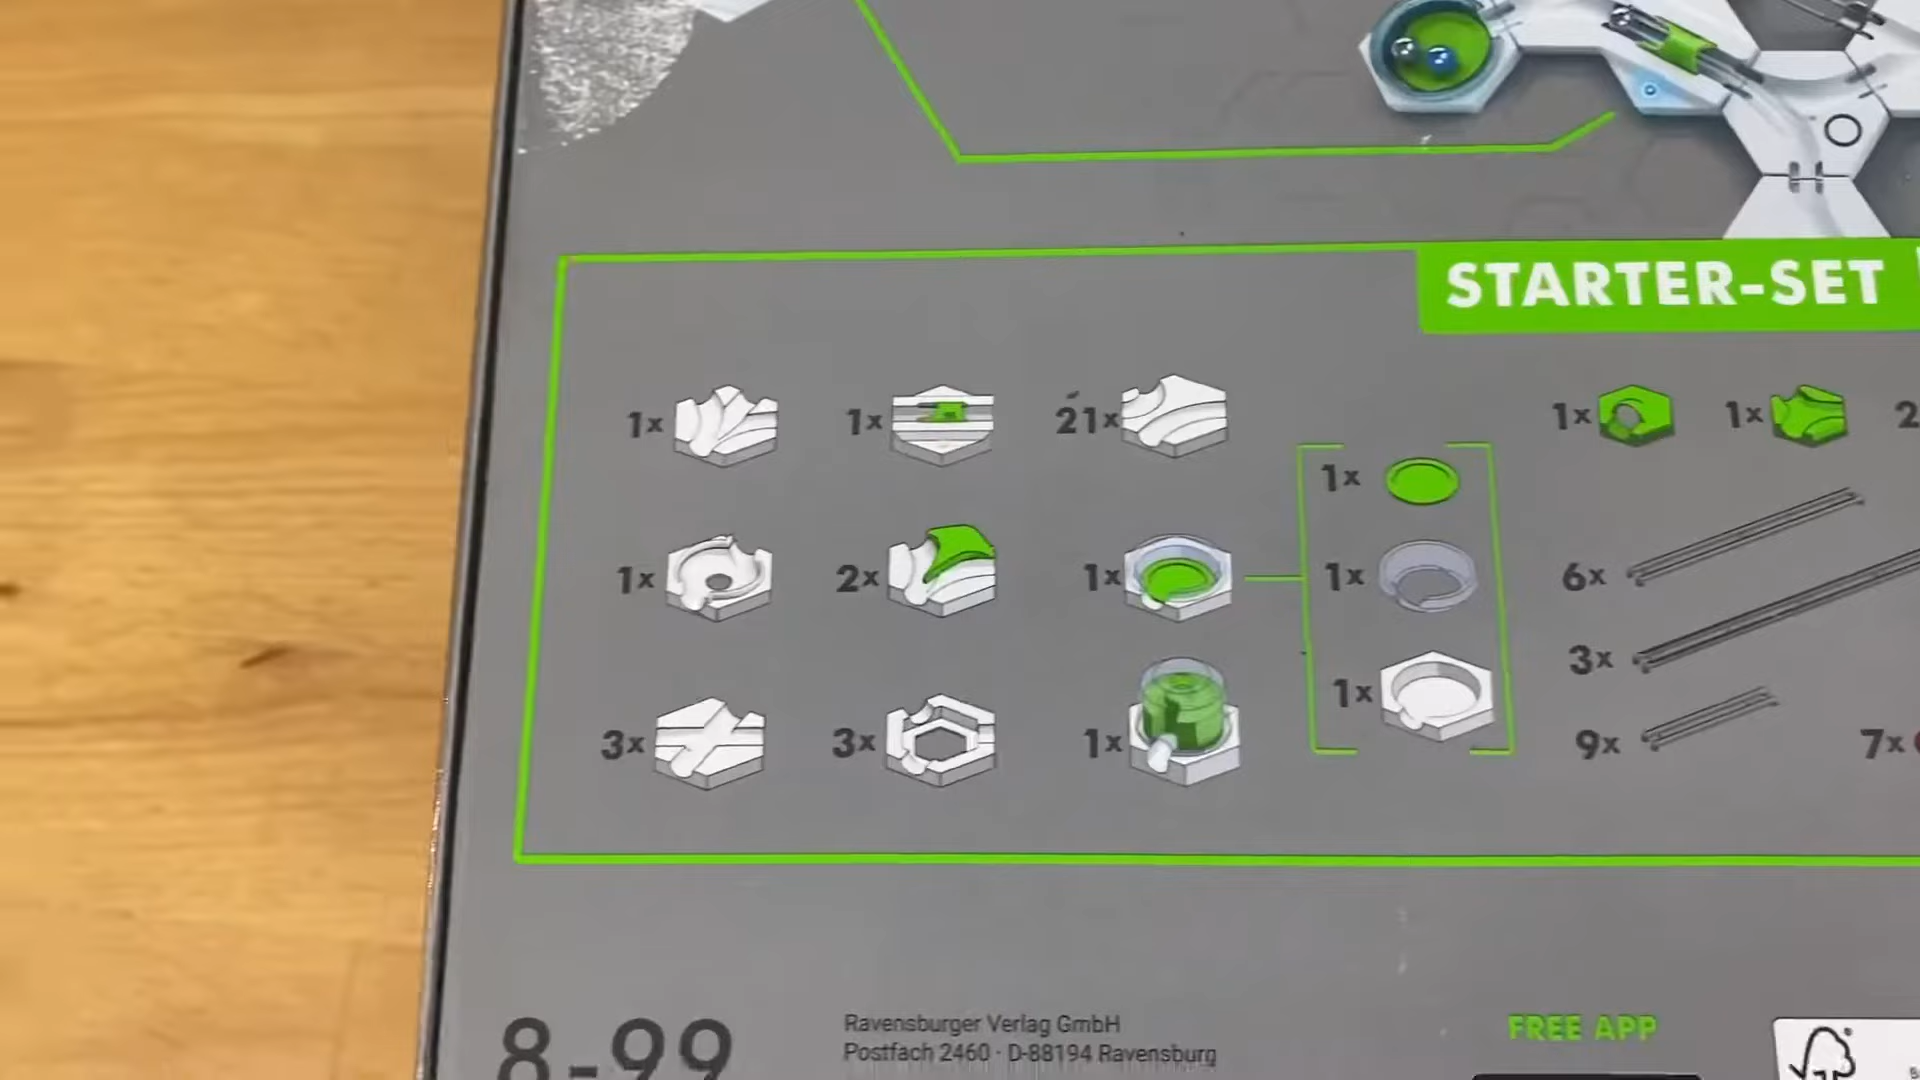 STARTER-SET
1x 1x 21x 1x 1x 2
1x
1x 2x 1x 1x 6x
3x
3x 3x 1x 1x 9x 7x
8-99
Ravensburger Verlag GmbH
Postfach 2460 · D-88194 Ravensburg
FREE APP